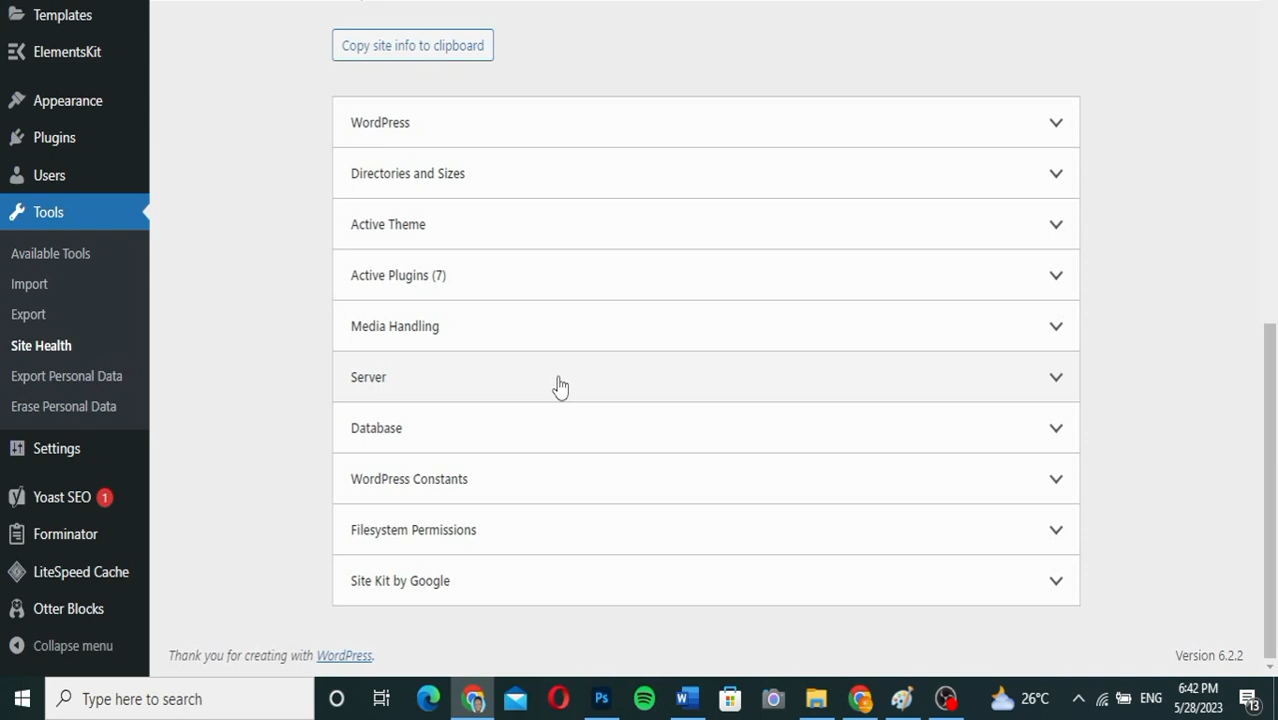 Templates
ElementsKit
Appearance
Plugins
Users
Tools
Available Tools
Import
Export
Site Health
Export Personal Data
Erase Personal Data
Settings
Yoast SEO 1
Forminator
LiteSpeed Cache
Otter Blocks
Collapse menu
Copy site info to clipboard
WordPress
Directories and Sizes
Active Theme
Active Plugins (7)
Media Handling
Server
Database
WordPress Constants
Filesystem Permissions
Site Kit by Google
Thank you for creating with WordPress.
Version 6.2.2
Type here to search
Ps
W
26°C
ENG
6:42 PM
5/28/2023
13